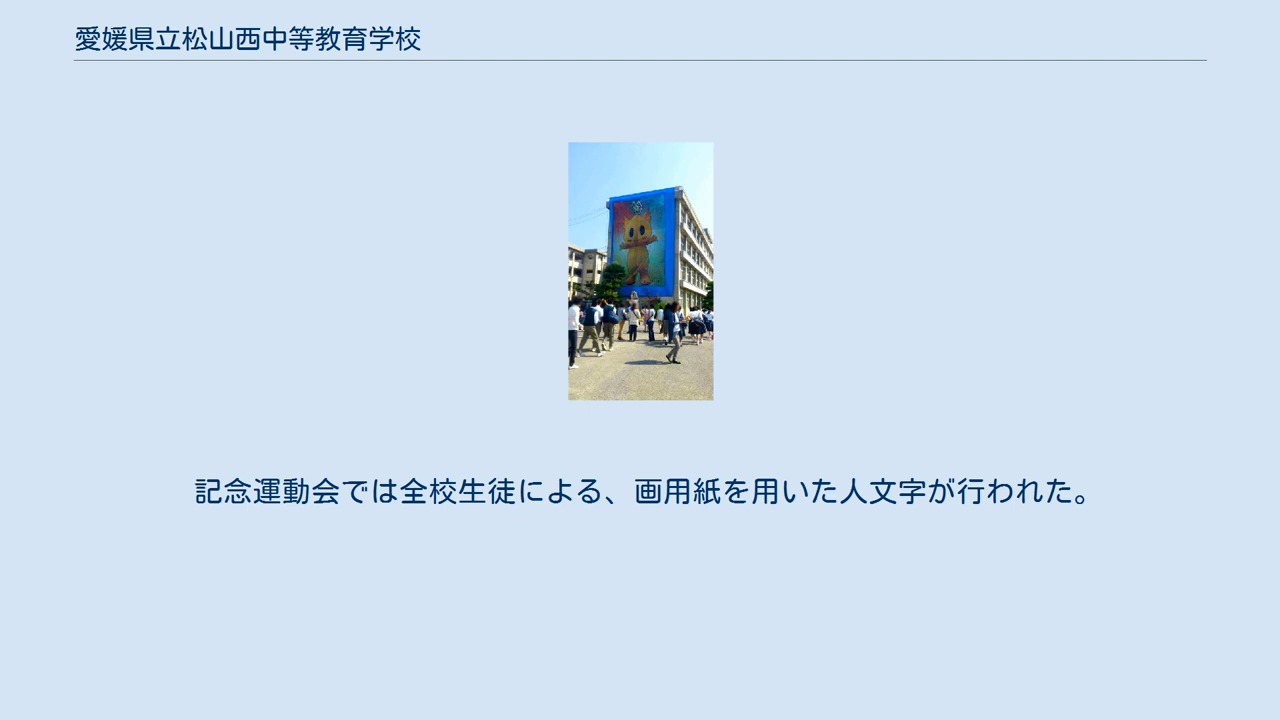 愛媛県立松山西中等教育学校
記念運動会では全校生徒による、画用紙を用いた人文字が行われた。